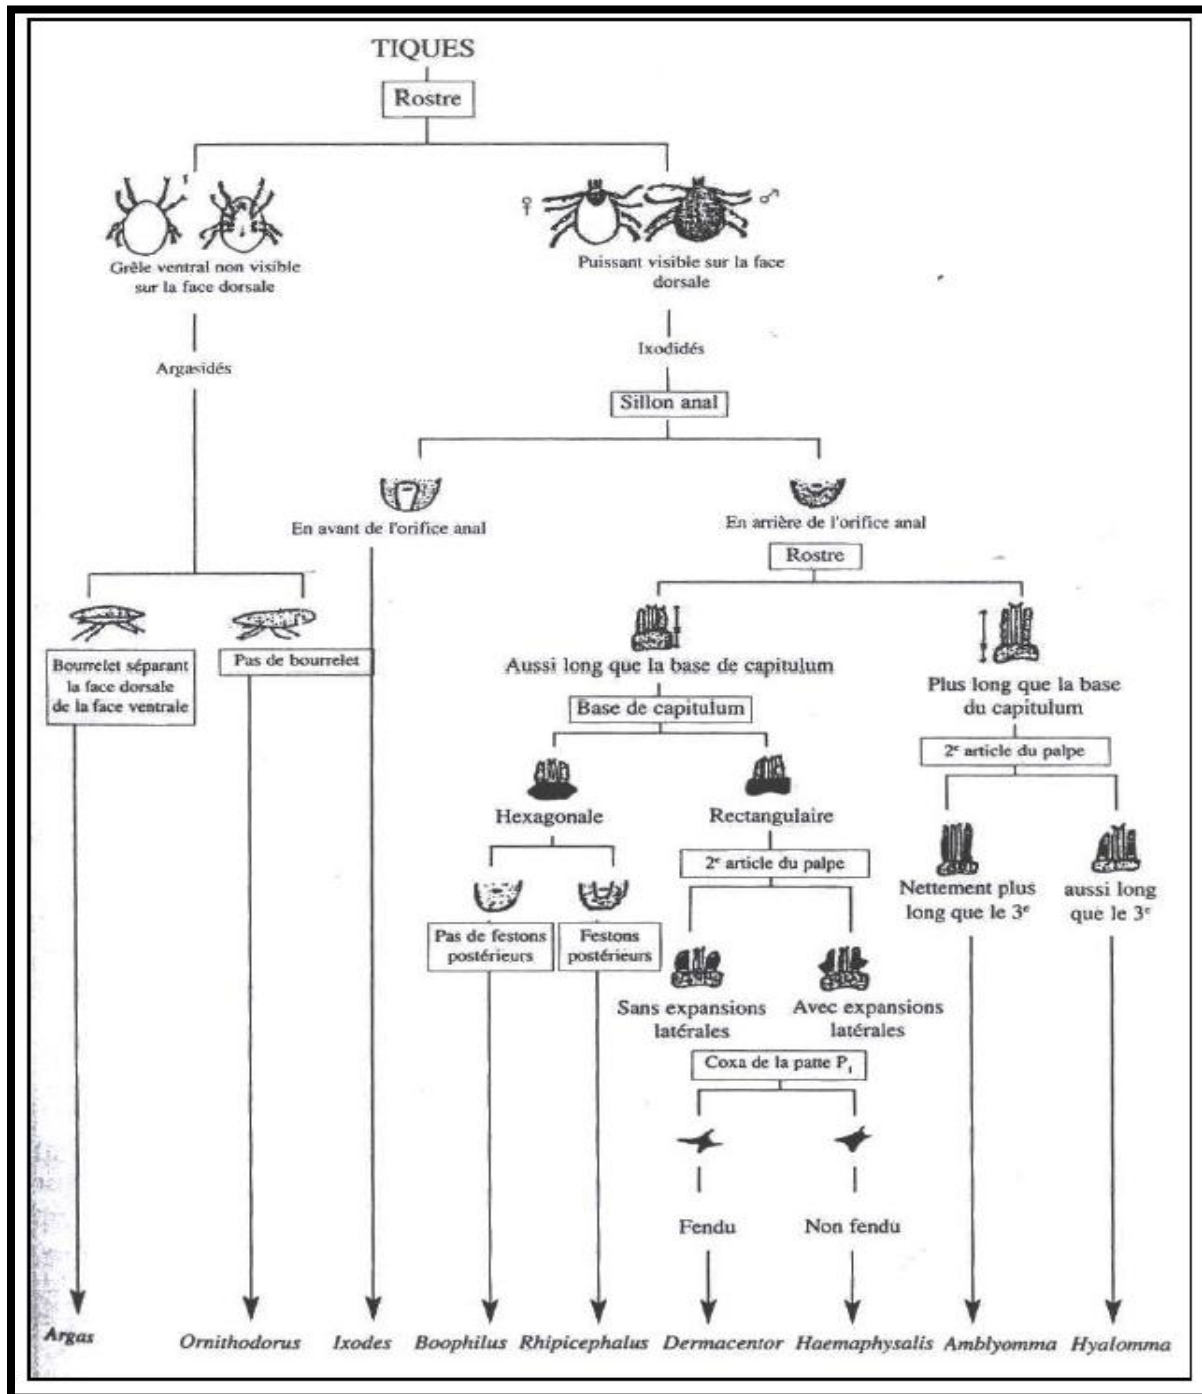 TIQUES
Rostre
♀
♂
Grêle ventral non visible
sur la face dorsale
Puissant visible sur la face
dorsale
Argasidés
Ixodidés
Sillon anal
En avant de l'orifice anal
En arrière de l'orifice anal
Rostre
Bourrelet séparant
la face dorsale
de la face ventrale
Pas de bourrelet
Aussi long que la base de capitulum
Plus long que la base
du capitulum
Base de capitulum
2e article du palpe
Hexagonale
Rectangulaire
2e article du palpe
Nettement plus
long que le 3e
aussi long
que le 3e
Pas de festons
postérieurs
Festons
postérieurs
Sans expansions
latérales
Avec expansions
latérales
Coxa de la patte P1
Fendu
Non fendu
Argas
Ornithodorus
Ixodes
Boophilus
Rhipicephalus
Dermacentor
Haemaphysalis
Amblyomma
Hyalomma